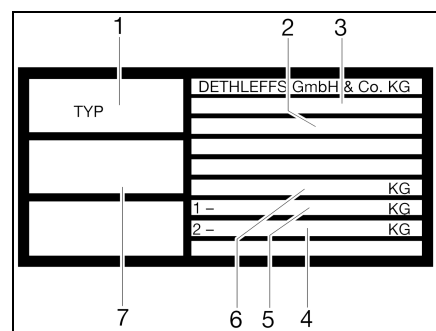 1 2 3
DETHLEFFS GmbH & Co. KG
TYP
KG
1 – KG
2 – KG
7 6 5 4